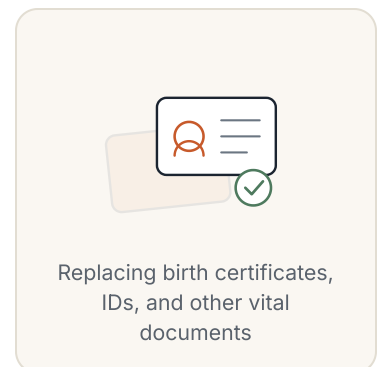 Replacing birth certificates,
IDs, and other vital
documents